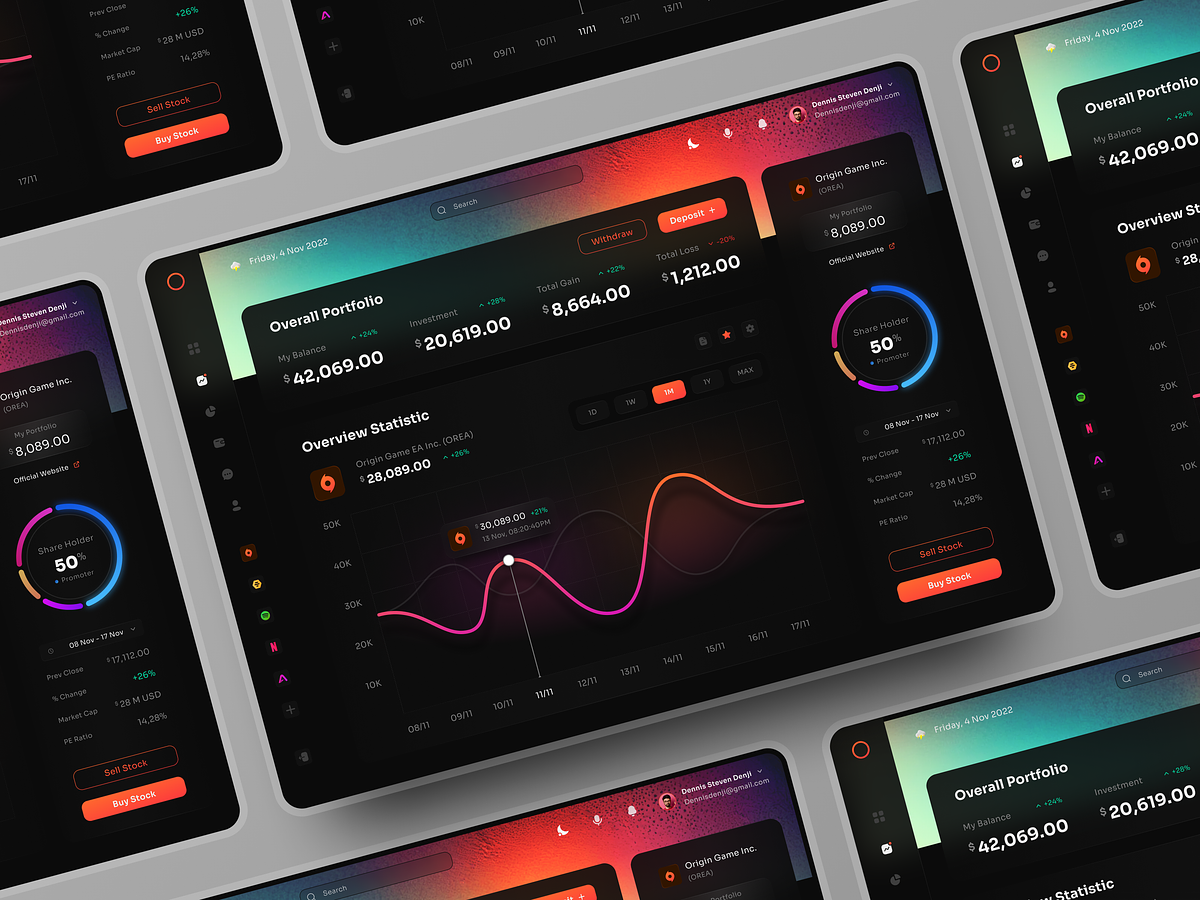 Prev Close
% Change
+26%
Market Cap
$28 M USD
PE Ratio
14,28%
Sell Stock
Buy Stock
17/11
10K
08/11
09/11
10/11
11/11
12/11
13/11
Friday, 4 Nov 2022
Search
Dennis Steven Denji
Dennisdenji@gmail.com
Overall Portfolio
Withdraw
Deposit +
My Balance
+24%
$42,069.00
Investment
+28%
$20,619.00
Total Gain
+22%
$8,664.00
Total Loss
-20%
$1,212.00
Origin Game Inc.
(OREA)
My Portfolio
$8,089.00
Official Website
Share Holder
50%
Promoter
08 Nov - 17 Nov
Prev Close
$17,112.00
% Change
+26%
Market Cap
$28 M USD
PE Ratio
14,28%
Sell Stock
Buy Stock
Overview Statistic
1D
1W
1M
1Y
MAX
Origin Game EA Inc. (OREA)
$28,089.00
+26%
$30,089.00
+21%
13 Nov, 08:20:40PM
50K
40K
30K
20K
10K
08/11
09/11
10/11
11/11
12/11
13/11
14/11
15/11
16/11
17/11
Dennis Steven Denji
Dennisdenji@gmail.com
Origin Game Inc.
(OREA)
My Portfolio
$8,089.00
Official Website
Share Holder
50%
Promoter
08 Nov - 17 Nov
Prev Close
$17,112.00
% Change
+26%
Market Cap
$28 M USD
PE Ratio
14,28%
Sell Stock
Buy Stock
Friday, 4 Nov 2022
Overall Portfolio
My Balance
+24%
$42,069.00
Overview St
Origin
$28,
50K
40K
30K
20K
10K
08/11
Search
Dennis Steven Denji
Dennisdenji@gmail.com
Origin Game Inc.
(OREA)
My Portfolio
Friday, 4 Nov 2022
Search
Overall Portfolio
My Balance
+24%
$42,069.00
Investment
+28%
$20,619.00
Statistic